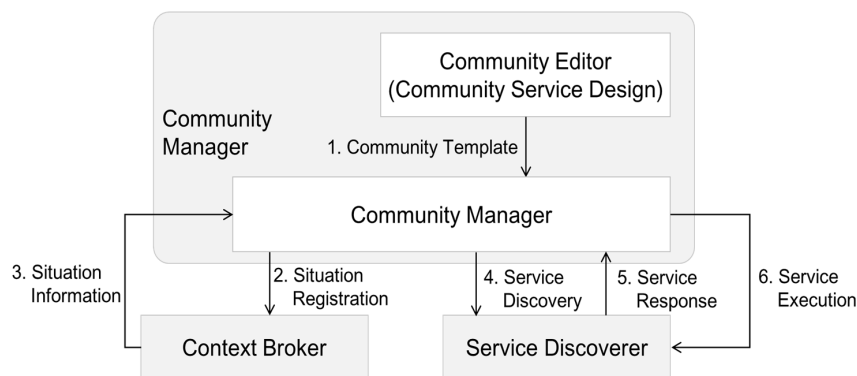 Community Editor
(Community Service Design)
Community
Manager
1. Community Template
Community Manager
3. Situation
Information
2. Situation
Registration
4. Service
Discovery
5. Service
Response
6. Service
Execution
Context Broker
Service Discoverer